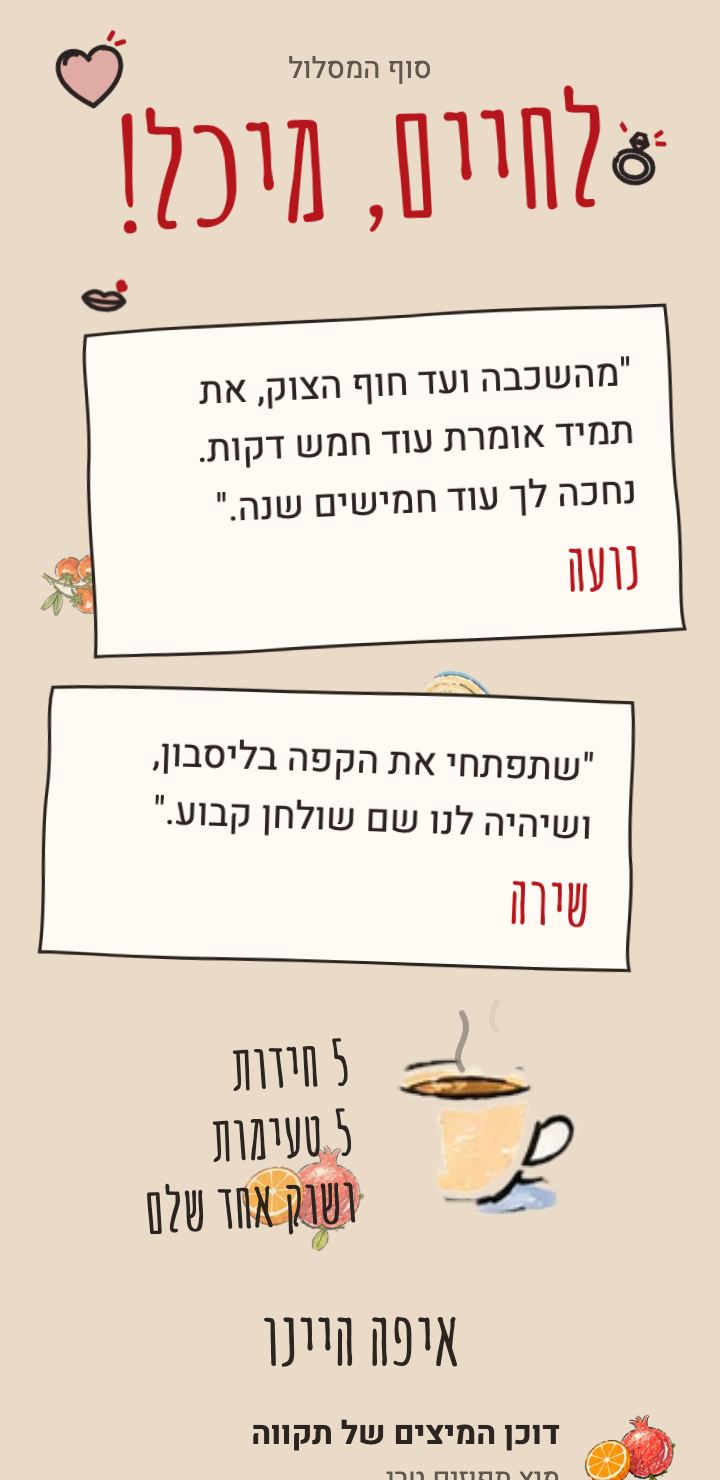 סוף המסלול
לחיים, מיכל!
"מהשכבה ועד חוף הצוק, את
תמיד אומרת עוד חמש דקות.
נחכה לך עוד חמישים שנה."
נועה
"שתפתחי את הקפה בליסבון,
ושיהיה לנו שם שולחן קבוע."
שירה
5 חידות
5 טעימות
ושוק אחד שלם
איפה היינו
דוכן המיצים של תקווה